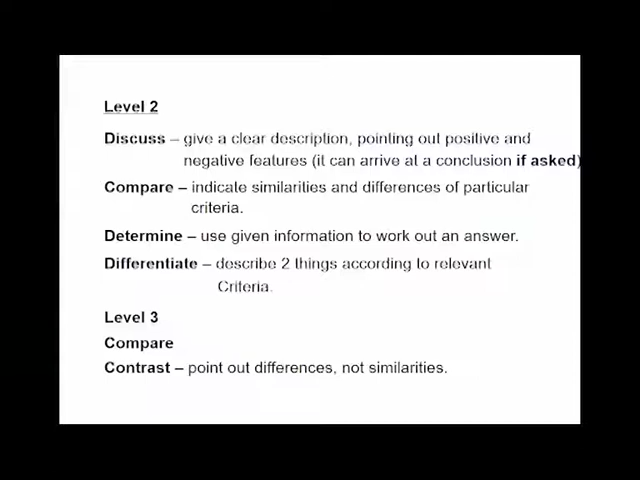 Level 2
Discuss – give a clear description, pointing out positive and
negative features (it can arrive at a conclusion if asked)
Compare – indicate similarities and differences of particular
criteria.
Determine – use given information to work out an answer.
Differentiate – describe 2 things according to relevant
Criteria.
Level 3
Compare
Contrast – point out differences, not similarities.